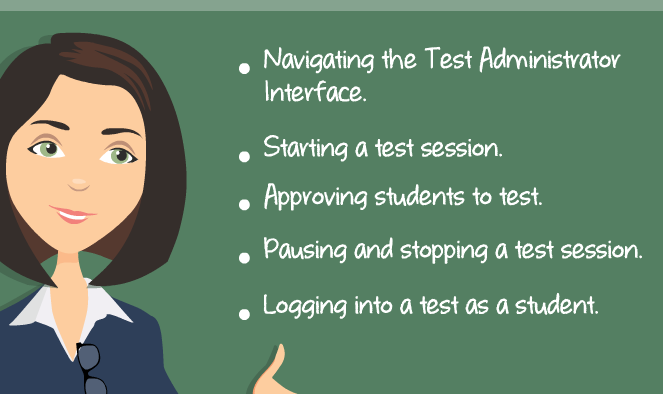 Navigating the Test Administrator
Interface.
Starting a test session.
Approving students to test.
Pausing and stopping a test session.
Logging into a test as a student.